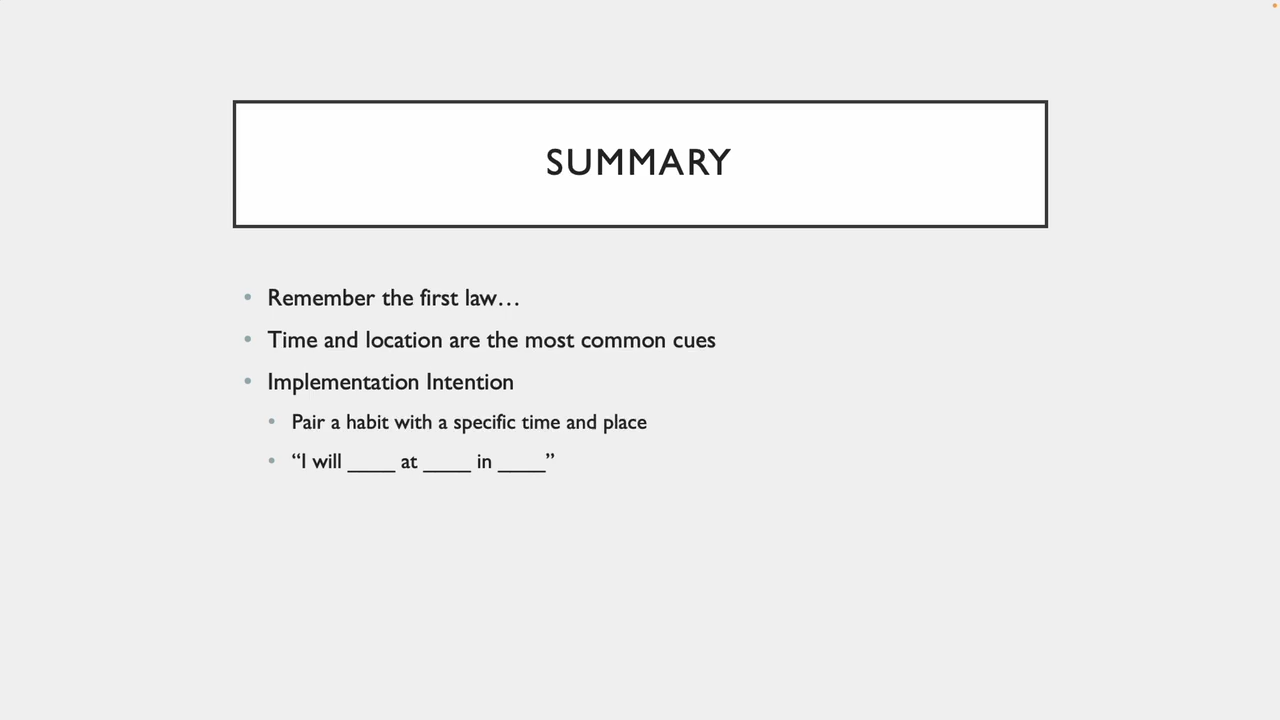 SUMMARY
• Remember the first law…
• Time and location are the most common cues
• Implementation Intention
• Pair a habit with a specific time and place
• “I will ____ at ____ in ____”